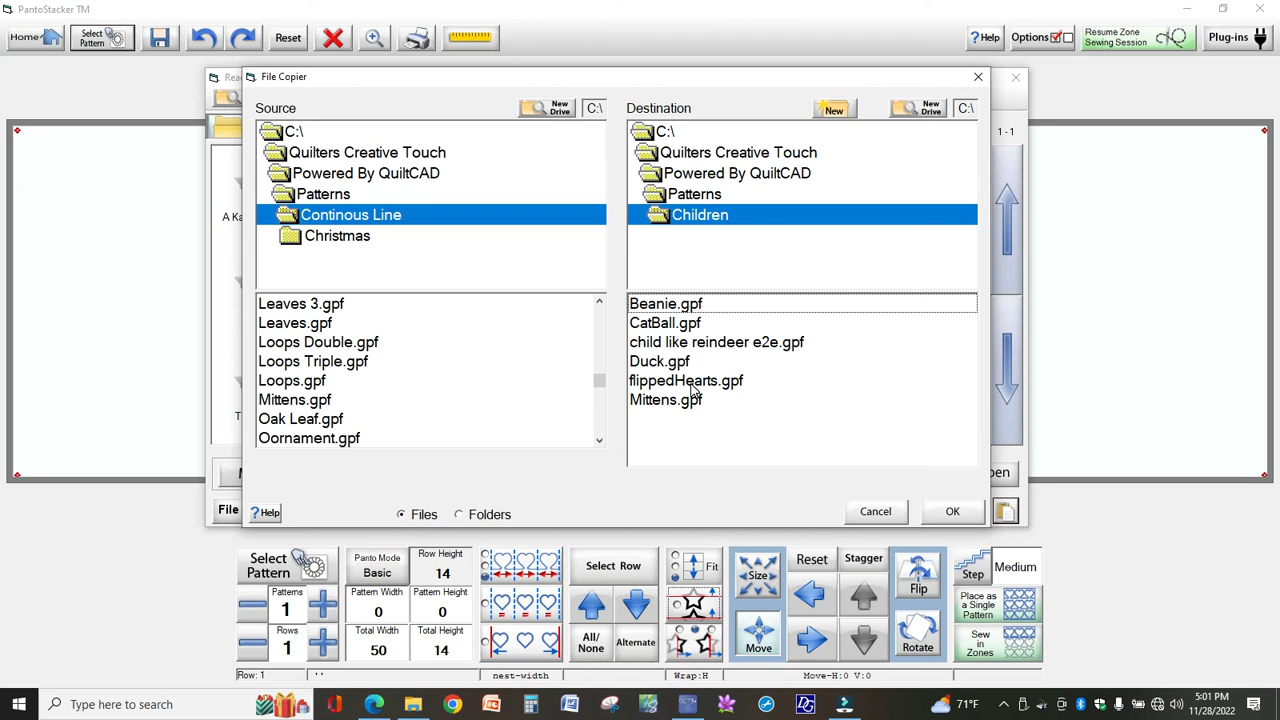 PantoStacker TM
Home
Select
Pattern
Reset
?Help
Options
Resume Zone
Sewing Session
Plug-ins
File Copier
Source
New
Drive
C:\
Destination
New
New
Drive
C:\
1 - 1
C:\
Quilters Creative Touch
Powered By QuiltCAD
Patterns
Continous Line
Christmas
C:\
Quilters Creative Touch
Powered By QuiltCAD
Patterns
Children
Leaves 3.gpf
Leaves.gpf
Loops Double.gpf
Loops Triple.gpf
Loops.gpf
Mittens.gpf
Oak Leaf.gpf
Oornament.gpf
Beanie.gpf
CatBall.gpf
child like reindeer e2e.gpf
Duck.gpf
flippedHearts.gpf
Mittens.gpf
File
?Help
Files
Folders
Cancel
OK
Select
Pattern
Panto Mode
Basic
Row Height
14
Patterns
1
Pattern Width
0
Pattern Height
0
Rows
1
Total Width
50
Total Height
14
Select Row
All/
None
Alternate
Fit
Size
Move
Reset
Stagger
Flip
Rotate
Step
Medium
Place as
a Single
Pattern
Sew
in
Zones
Row: 1
' '
nest-width
Wrap:H
Move-H:0 V:0
Type here to search
71°F
5:01 PM
11/28/2022